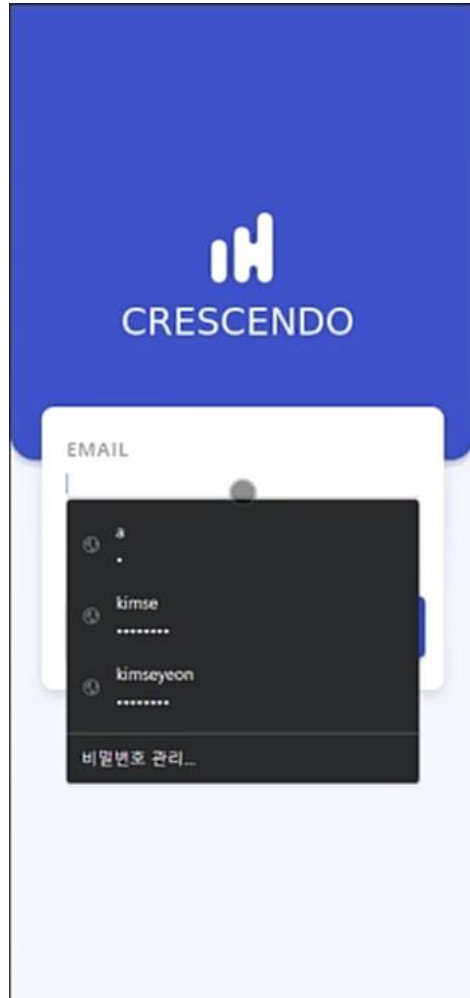 CRESCENDO
EMAIL
a
•
kimse
••••••••
kimseyeon
••••••••
비밀번호 관리...